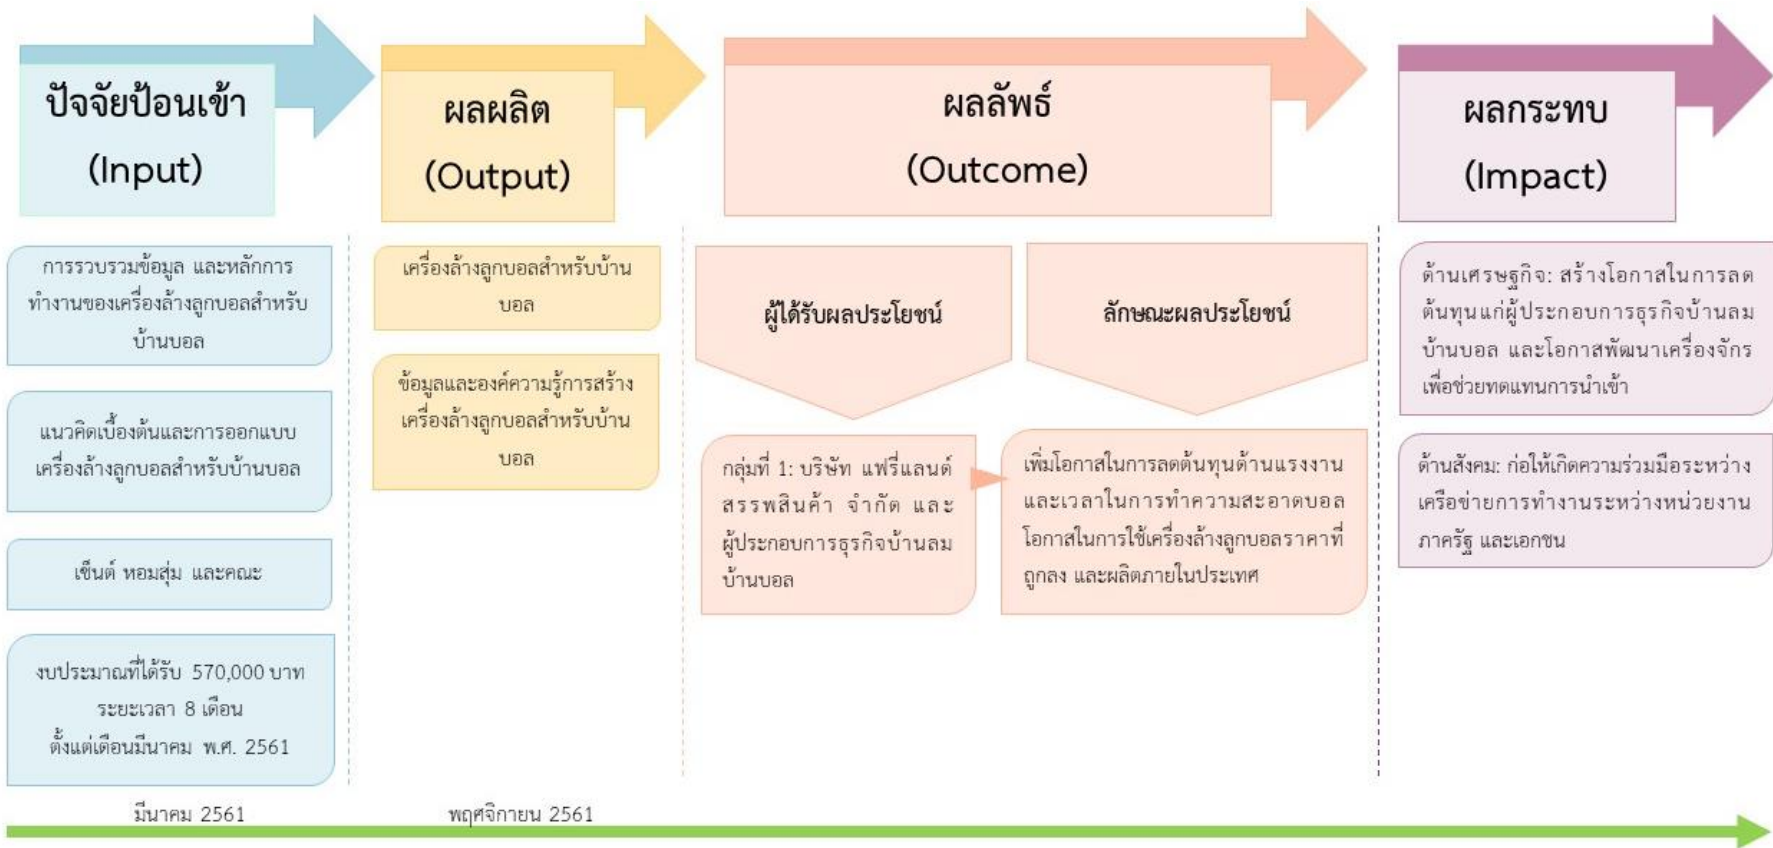 ปัจจัยป้อนเข้า
(Input)
ผลผลิต
(Output)
ผลลัพธ์
(Outcome)
ผลกระทบ
(Impact)
การรวบรวมข้อมูล และหลักการ
ทำงานของเครื่องล้างลูกบอลสำหรับ
บ้านบอล
แนวคิดเบื้องต้นและการออกแบบ
เครื่องล้างลูกบอลสำหรับบ้านบอล
เซ็นต์ หอมสุ่ม และคณะ
งบประมาณที่ได้รับ 570,000 บาท
ระยะเวลา 8 เดือน
ตั้งแต่เดือนมีนาคม พ.ศ. 2561
เครื่องล้างลูกบอลสำหรับบ้าน
บอล
ข้อมูลและองค์ความรู้การสร้าง
เครื่องล้างลูกบอลสำหรับบ้าน
บอล
ผู้ได้รับผลประโยชน์
ลักษณะผลประโยชน์
กลุ่มที่ 1: บริษัท แฟรี่แลนด์
สรรพสินค้า จำกัด และ
ผู้ประกอบการธุรกิจบ้านลม
บ้านบอล
เพิ่มโอกาสในการลดต้นทุนด้านแรงงาน
และเวลาในการทำความสะอาดบอล
โอกาสในการใช้เครื่องล้างลูกบอลราคาที่
ถูกลง และผลิตภายในประเทศ
ด้านเศรษฐกิจ: สร้างโอกาสในการลด
ต้นทุนแก่ผู้ประกอบการธุรกิจบ้านลม
บ้านบอล และโอกาสพัฒนาเครื่องจักร
เพื่อช่วยทดแทนการนำเข้า
ด้านสังคม: ก่อให้เกิดความร่วมมือระหว่าง
เครือข่ายการทำงานระหว่างหน่วยงาน
ภาครัฐ และเอกชน
มีนาคม 2561
พฤศจิกายน 2561